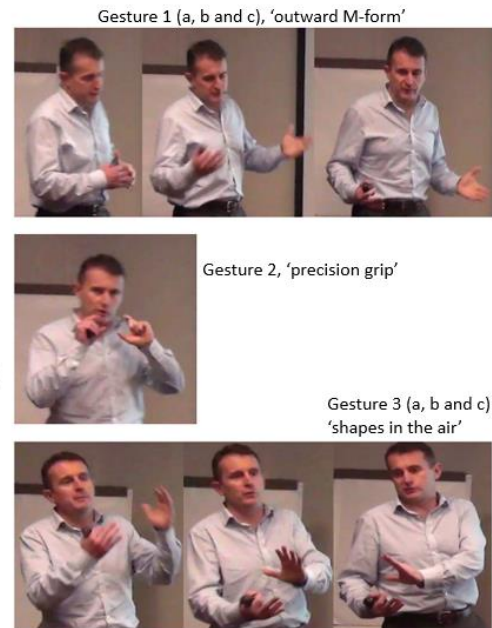 Gesture 1 (a, b and c), ‘outward M-form’
Gesture 2, ‘precision grip’
Gesture 3 (a, b and c)
‘shapes in the air’